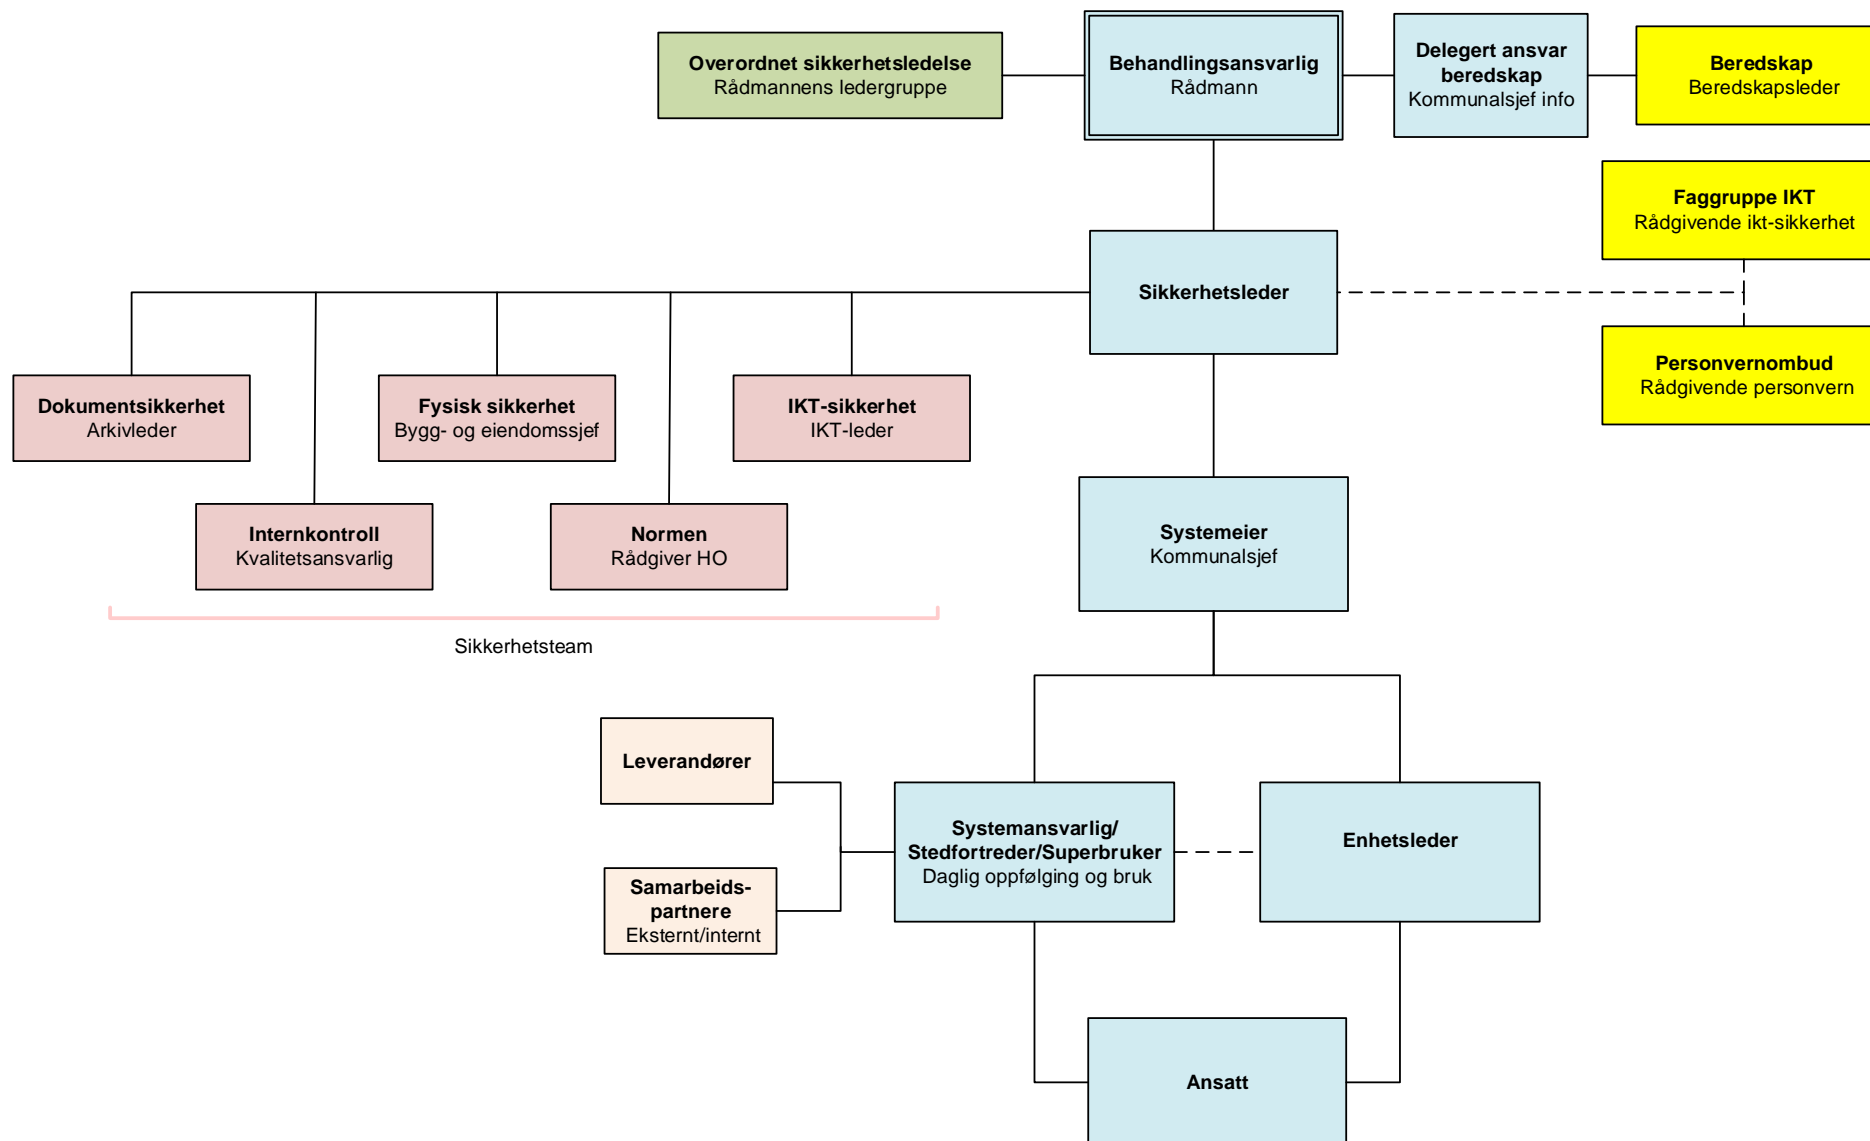 Overordnet sikkerhetsledelse
Rådmannens ledergruppe
Behandlingsansvarlig
Rådmann
Delegert ansvar
beredskap
Kommunalsjef info
Beredskap
Beredskapsleder
Faggruppe IKT
Rådgivende ikt-sikkerhet
Sikkerhetsleder
Personvernombud
Rådgivende personvern
Dokumentsikkerhet
Arkivleder
Fysisk sikkerhet
Bygg- og eiendomssjef
IKT-sikkerhet
IKT-leder
Internkontroll
Kvalitetsansvarlig
Normen
Rådgiver HO
Sikkerhetsteam
Systemeier
Kommunalsjef
Leverandører
Samarbeids-
partnere
Eksternt/internt
Systemansvarlig/
Stedfortreder/Superbruker
Daglig oppfølging og bruk
Enhetsleder
Ansatt